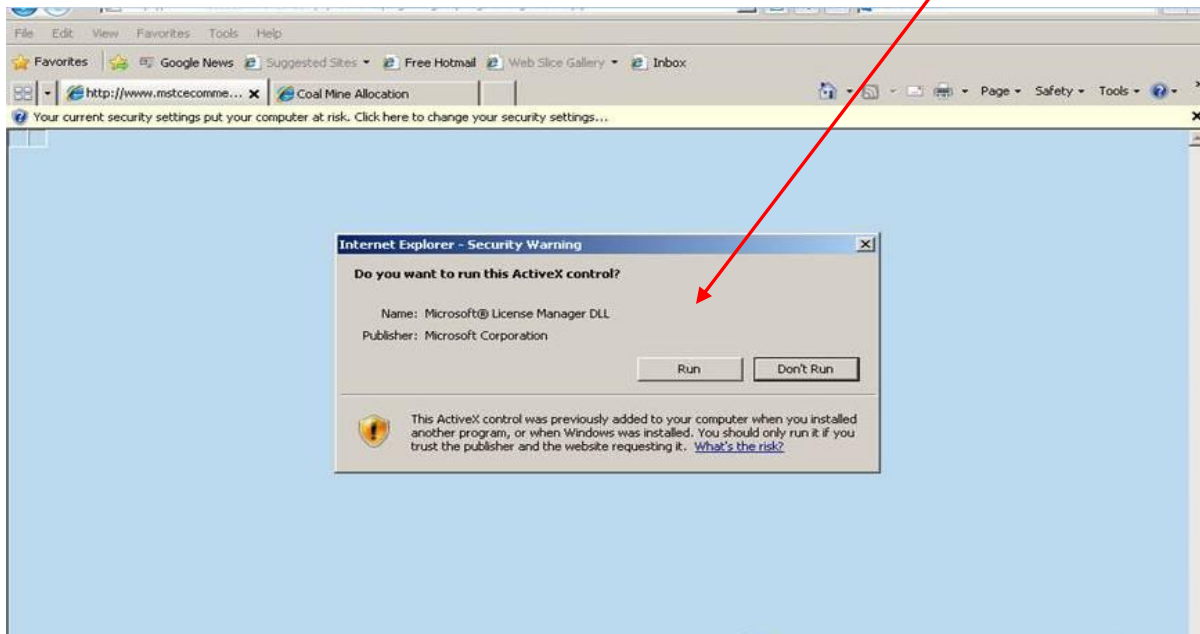 File Edit View Favorites Tools Help
Favorites Google News Suggested Sites Free Hotmail Web Slice Gallery Inbox
http://www.mstcecomme... Coal Mine Allocation Page Safety Tools
Your current security settings put your computer at risk. Click here to change your security settings...
Internet Explorer - Security Warning
Do you want to run this ActiveX control?
Name: Microsoft® License Manager DLL
Publisher: Microsoft Corporation
Run Don't Run
This ActiveX control was previously added to your computer when you installed
another program, or when Windows was installed. You should only run it if you
trust the publisher and the website requesting it. What's the risk?